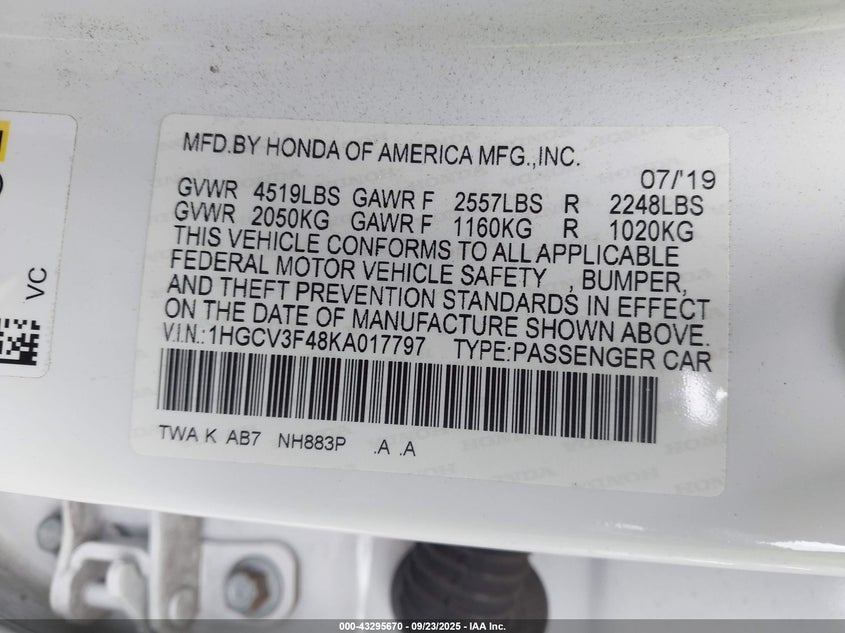 MFD.BY HONDA OF AMERICA MFG.,INC.
07/'19
GVWR 4519LBS GAWR F 2557LBS R 2248LBS
GVWR 2050KG GAWR F 1160KG R 1020KG
THIS VEHICLE CONFORMS TO ALL APPLICABLE
FEDERAL MOTOR VEHICLE SAFETY , BUMPER,
AND THEFT PREVENTION STANDARDS IN EFFECT
ON THE DATE OF MANUFACTURE SHOWN ABOVE.
V.I.N.:1HGCV3F48KA017797 TYPE:PASSENGER CAR
TWA K AB7 NH883P .A .A
VC
000-43295670 - 09/23/2025 - IAA Inc.